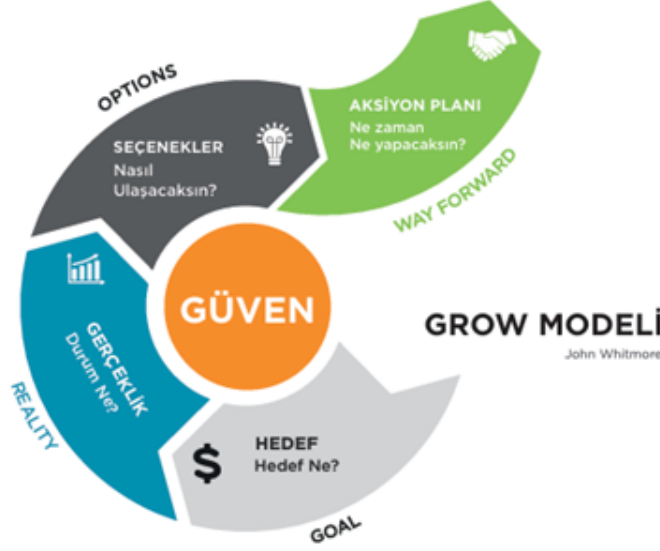 OPTIONS
SEÇENEKLER
Nasıl
Ulaşacaksın?
AKSİYON PLANI
Ne zaman
Ne yapacaksın?
WAY FORWARD
GÜVEN
GROW MODELİ
John Whitmore
GERÇEKLİK
Durum Ne?
REALITY
$
HEDEF
Hedef Ne?
GOAL